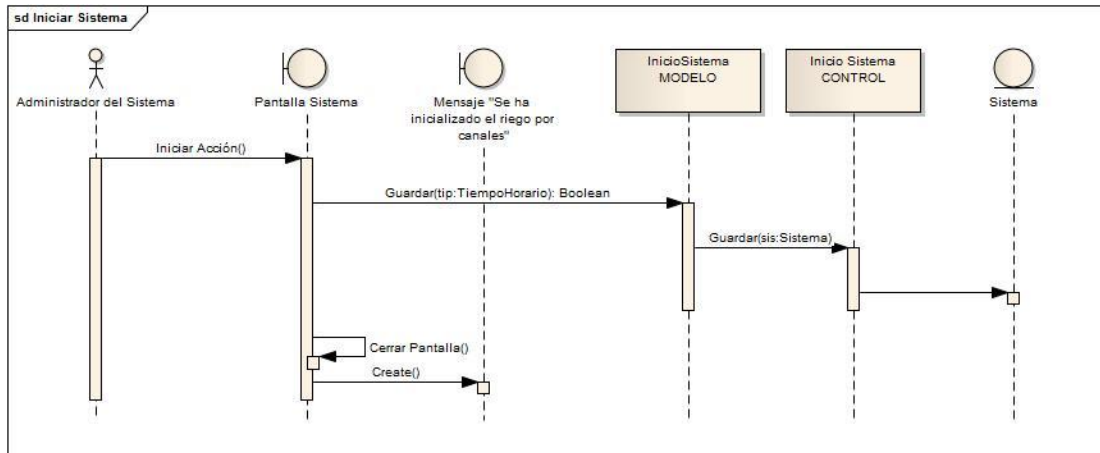 sd Iniciar Sistema
Administrador del Sistema
Pantalla Sistema
Mensaje "Se ha
inicializado el riego por
canales"
InicioSistema
MODELO
Inicio Sistema
CONTROL
Sistema
Iniciar Acción()
Guardar(tip:TiempoHorario): Boolean
Guardar(sis:Sistema)
Cerrar Pantalla()
Create()